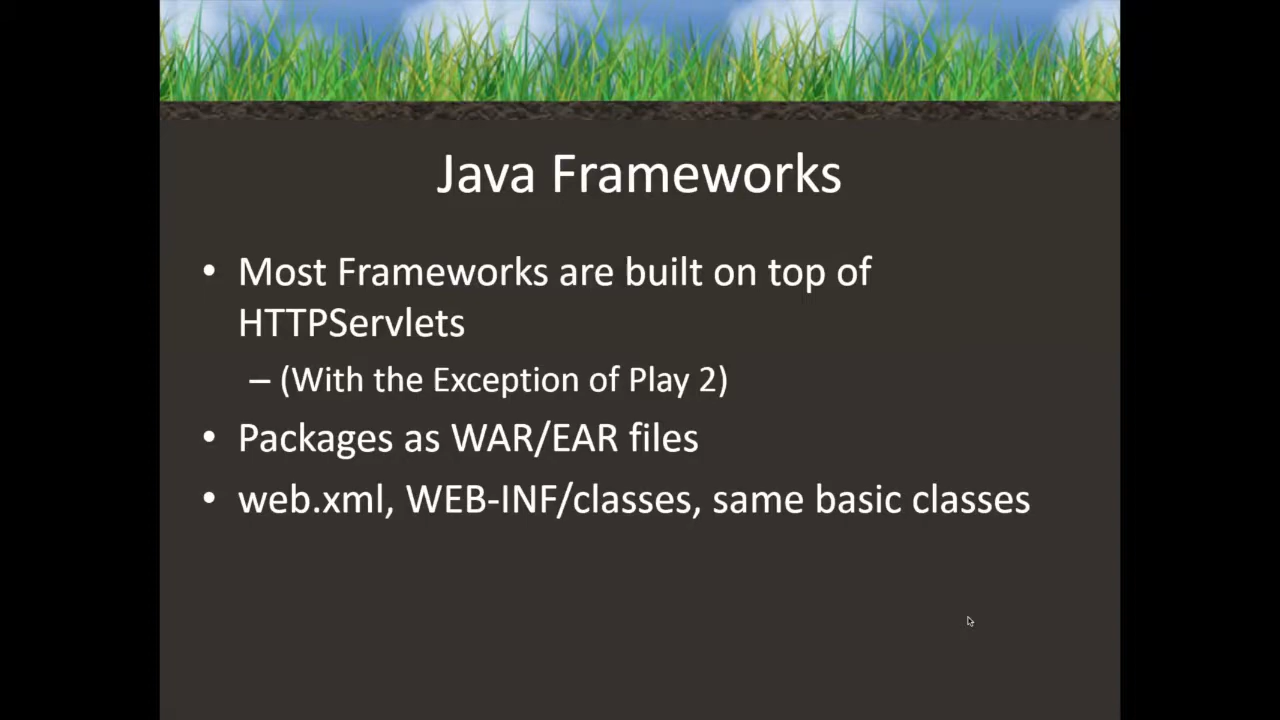 Java Frameworks
• Most Frameworks are built on top of
HTTPServlets
– (With the Exception of Play 2)
• Packages as WAR/EAR files
• web.xml, WEB-INF/classes, same basic classes